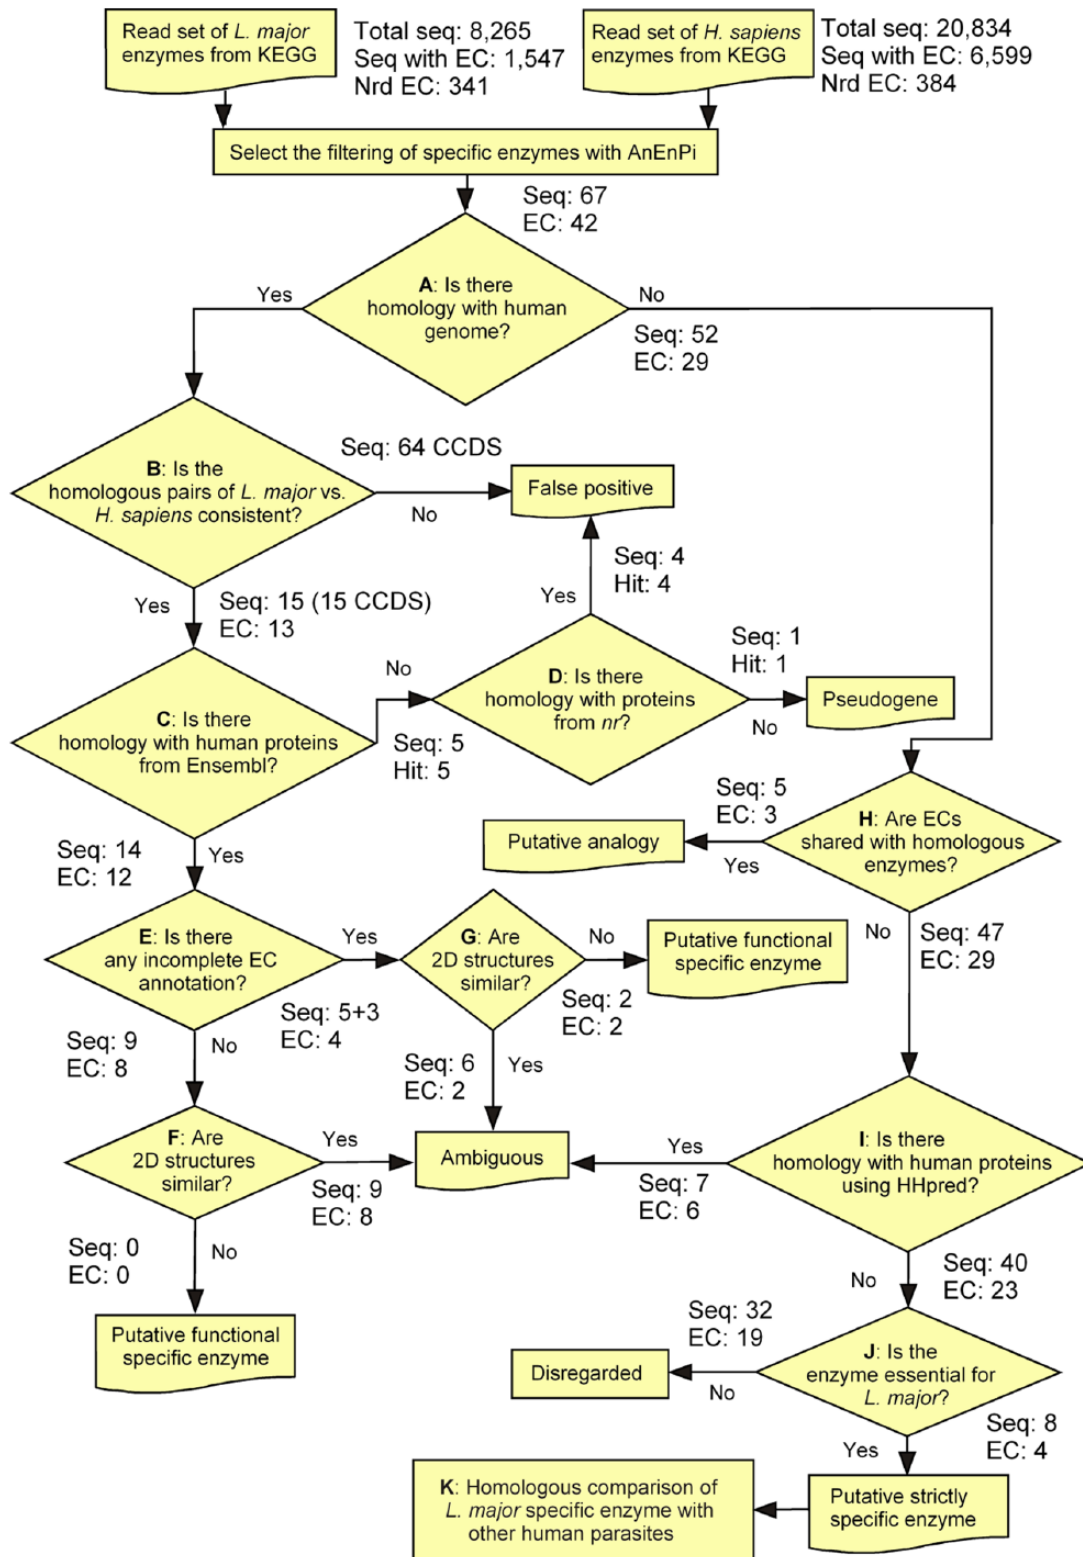 Read set of L. major
enzymes from KEGG
Total seq: 8,265
Seq with EC: 1,547
Nrd EC: 341
Read set of H. sapiens
enzymes from KEGG
Total seq: 20,834
Seq with EC: 6,599
Nrd EC: 384
Select the filtering of specific enzymes with AnEnPi
Seq: 67
EC: 42
A: Is there
homology with human
genome?
Yes
No
Seq: 52
EC: 29
B: Is the
homologous pairs of L. major vs.
H. sapiens consistent?
Seq: 64 CCDS
No
False positive
Yes
Seq: 15 (15 CCDS)
EC: 13
Seq: 4
Hit: 4
Yes
C: Is there
homology with human proteins
from Ensembl?
No
Seq: 5
Hit: 5
D: Is there
homology with proteins
from nr?
Seq: 1
Hit: 1
No
Pseudogene
Seq: 14
EC: 12
Yes
Putative analogy
Seq: 5
EC: 3
Yes
H: Are ECs
shared with homologous
enzymes?
No
Seq: 47
EC: 29
E: Is there
any incomplete EC
annotation?
Yes
Seq: 5+3
EC: 4
G: Are
2D structures
similar?
No
Seq: 2
EC: 2
Putative functional
specific enzyme
Seq: 9
EC: 8
No
Seq: 6
EC: 2
Yes
F: Are
2D structures
similar?
Yes
Seq: 9
EC: 8
Ambiguous
Yes
Seq: 7
EC: 6
I: Is there
homology with human proteins
using HHpred?
Seq: 0
EC: 0
No
Putative functional
specific enzyme
No
Seq: 40
EC: 23
Seq: 32
EC: 19
No
Disregarded
J: Is the
enzyme essential for
L. major?
Yes
Seq: 8
EC: 4
Putative strictly
specific enzyme
K: Homologous comparison of
L. major specific enzyme with
other human parasites